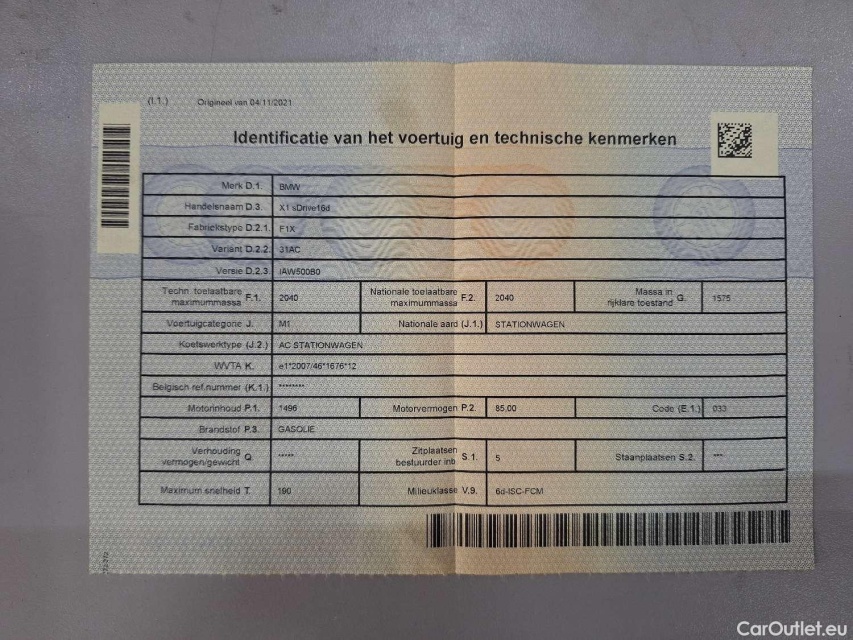 (I.1.) Origineel van 04/11/2021
Identificatie van het voertuig en technische kenmerken
Merk D.1. BMW
Handelsnaam D.3. X1 sDrive16d
Fabriekstype D.2.1. F1X
Variant D.2.2. 31AC
Versie D.2.3. IAW500B0
Techn. toelaatbare maximummassa F.1. 2040 Nationale toelaatbare maximummassa F.2. 2040 Massa in rijklare toestand G. 1575
Voertuigcategorie J. M1 Nationale aard (J.1.) STATIONWAGEN
Koetswerktype (J.2.) AC STATIONWAGEN
WVTA K. e1*2007/46*1676*12
Belgisch ref.nummer (K.1.) ********
Motorinhoud P.1. 1496 Motorvermogen P.2. 85,00 Code (E.1.) 033
Brandstof P.3. GASOLIE
Verhouding vermogen/gewicht Q. ***** Zitplaatsen bestuurder inb S.1. 5 Staanplaatsen S.2. ***
Maximum snelheid T. 190 Milieuklasse V.9. 6d-ISC-FCM
CarOutlet.eu